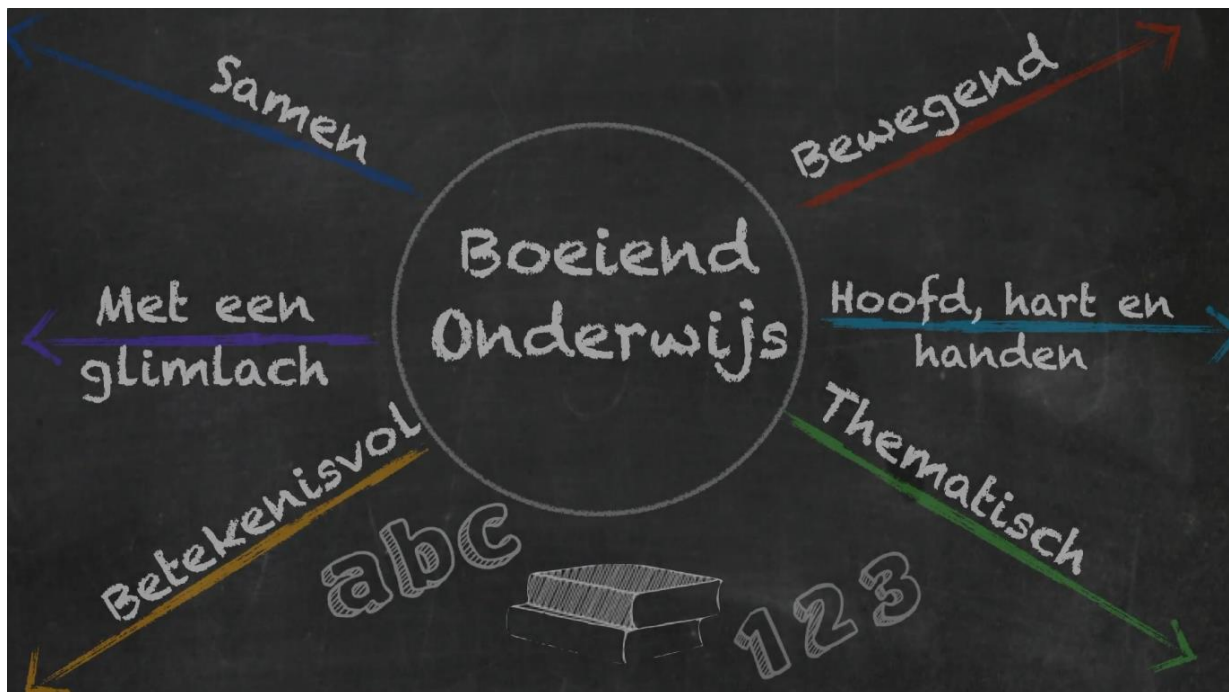 Samen
Bewegend
Boeiend
Onderwijs
Met een
glimlach
Hoofd, hart en
handen
Betekenisvol
Thematisch
abc
123